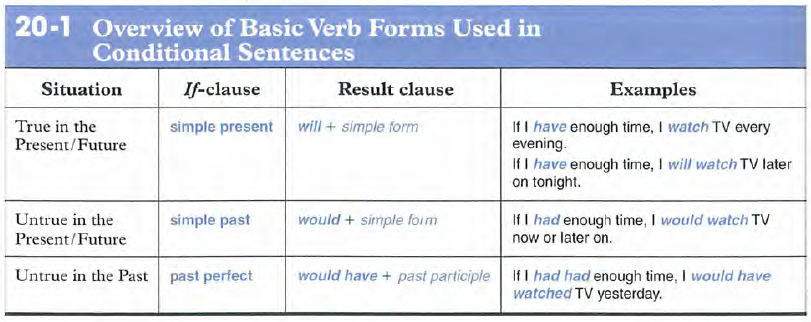 20-1 Overview of Basic Verb Forms Used in
Conditional Sentences
Situation If-clause Result clause Examples
True in the
Present/Future
simple present
will + simple form
If I have enough time, I watch TV every
evening.
If I have enough time, I will watch TV later
on tonight.
Untrue in the
Present/Future
simple past
would + simple form
If I had enough time, I would watch TV
now or later on.
Untrue in the Past
past perfect
would have + past participle
If I had had enough time, I would have
watched TV yesterday.